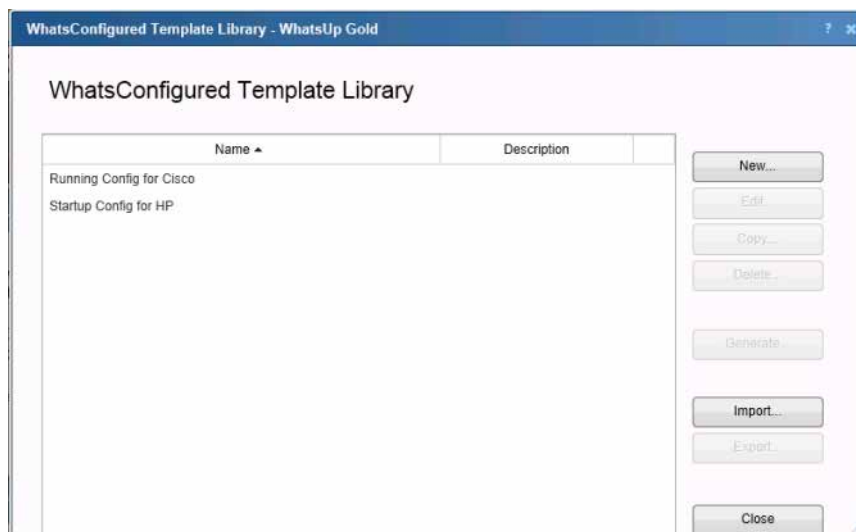 WhatsConfigured Template Library - WhatsUp Gold ? x
WhatsConfigured Template Library
Name Description
Running Config for Cisco
Startup Config for HP
New...
Edit...
Copy...
Delete...
Generate...
Import...
Export...
Close